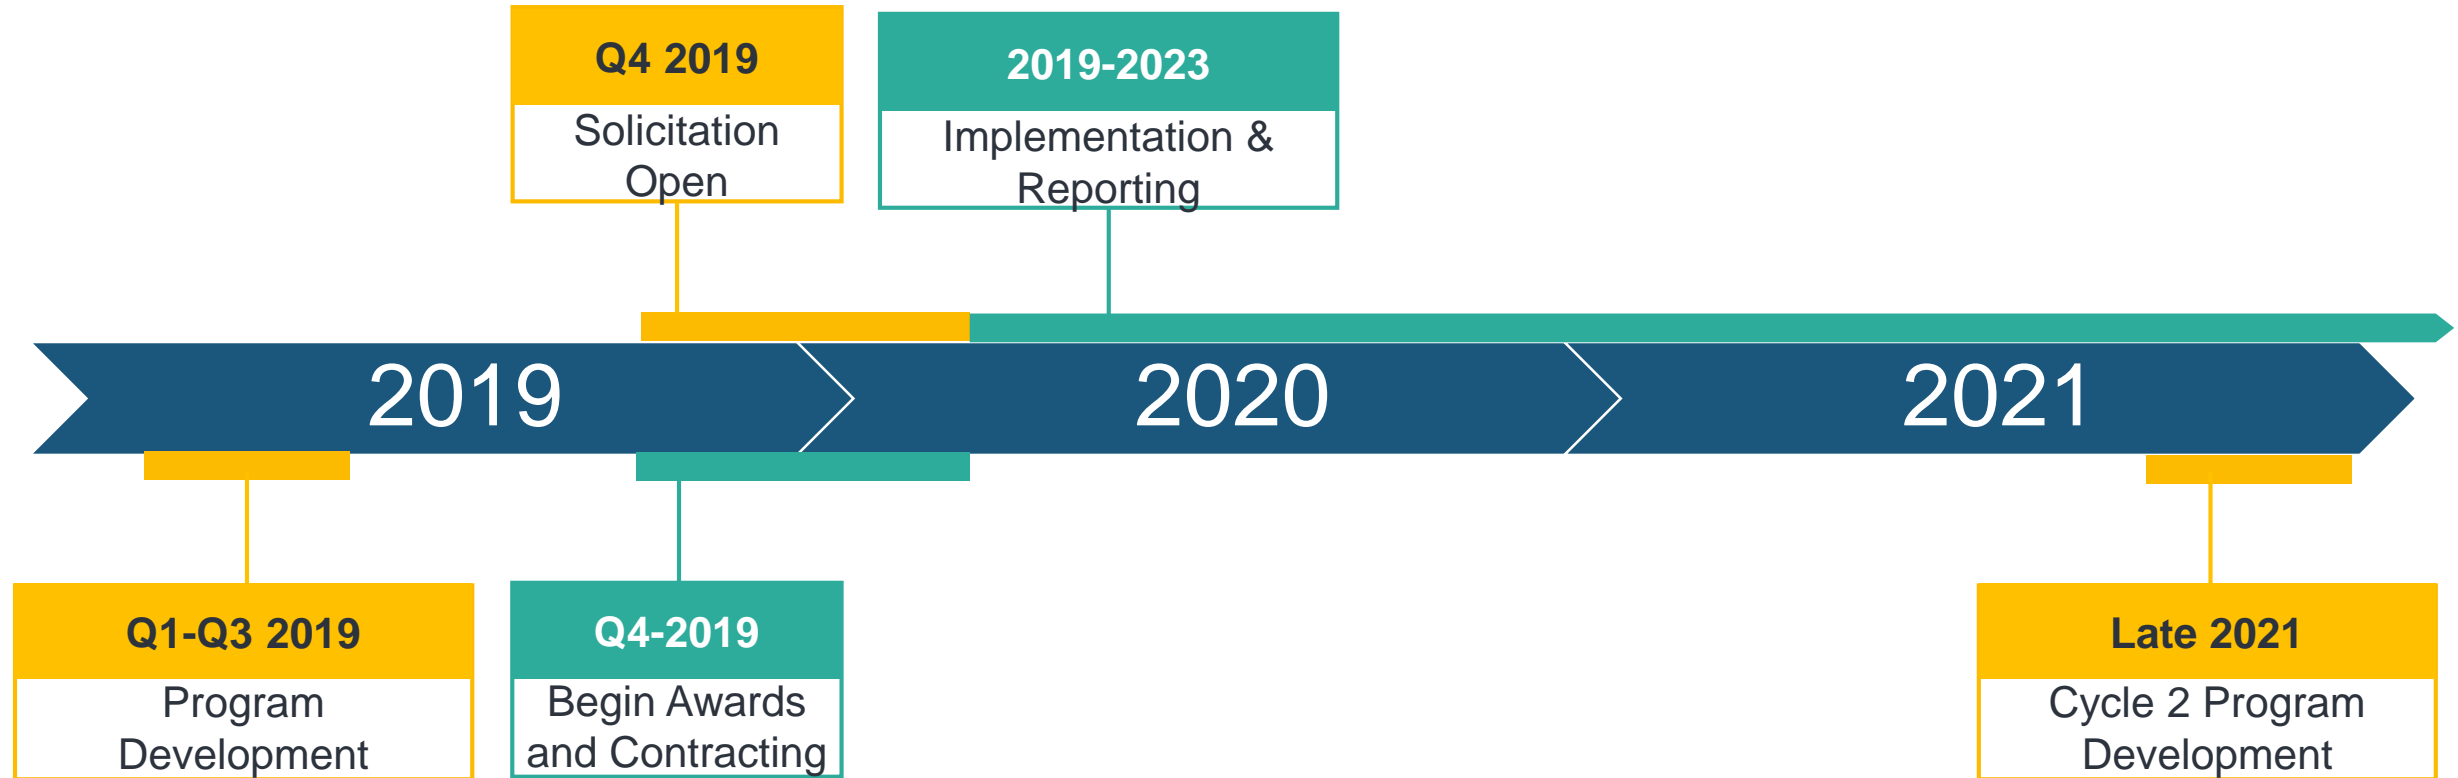 Q4 2019
Solicitation
Open
2019-2023
Implementation &
Reporting
2019
2020
2021
Q1-Q3 2019
Program
Development
Q4-2019
Begin Awards
and Contracting
Late 2021
Cycle 2 Program
Development